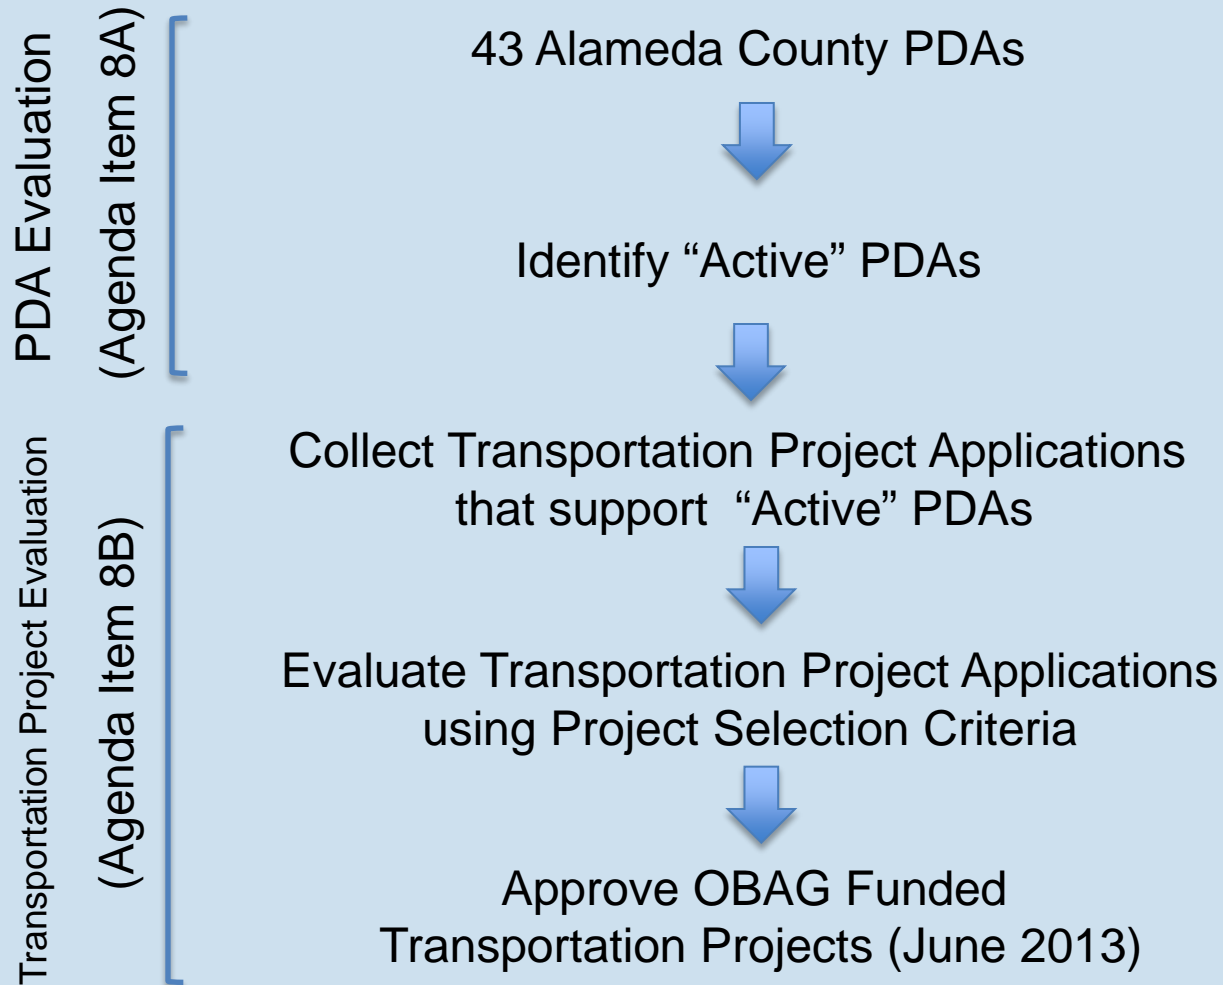 PDA Evaluation
(Agenda Item 8A)
43 Alameda County PDAs
Identify “Active” PDAs
Transportation Project Evaluation
(Agenda Item 8B)
Collect Transportation Project Applications
that support “Active” PDAs
Evaluate Transportation Project Applications
using Project Selection Criteria
Approve OBAG Funded
Transportation Projects (June 2013)